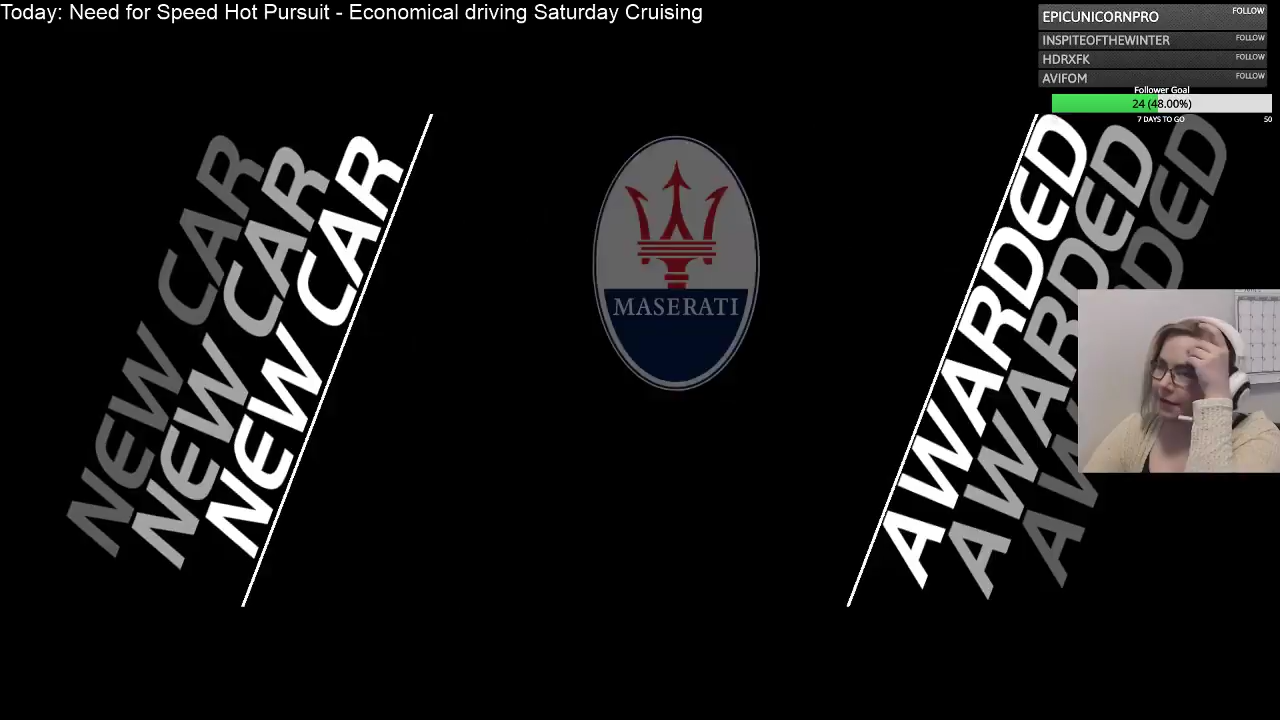 Today: Need for Speed Hot Pursuit - Economical driving Saturday Cruising
EPICUNICORNPRO FOLLOW
INSPITEOFTHEWINTER FOLLOW
HDRXFK FOLLOW
AVIFOM FOLLOW
Follower Goal
24 (48.00%)
7 DAYS TO GO 50
NEW CAR
NEW CAR
NEW CAR
MASERATI
AWARDED
AWARDED
AWARDED